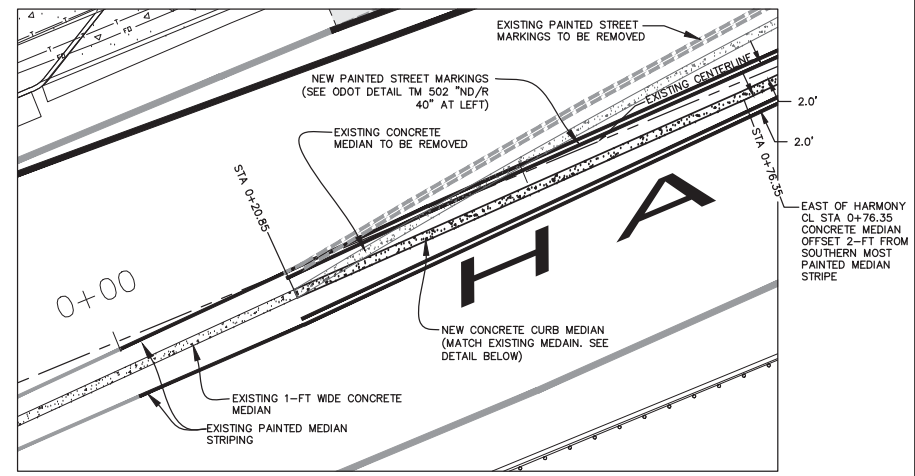 EXISTING PAINTED STREET
MARKINGS TO BE REMOVED
NEW PAINTED STREET MARKINGS
(SEE ODOT DETAIL TM 502 "ND/R
40" AT LEFT)
EXISTING CENTERLINE
EXISTING CONCRETE
MEDIAN TO BE REMOVED
2.0'
2.0'
STA 0+20.85
STA 0+76.35
EAST OF HARMONY
CL STA 0+76.35
CONCRETE MEDIAN
OFFSET 2-FT FROM
SOUTHERN MOST
PAINTED MEDIAN
STRIPE
0+00
H A
NEW CONCRETE CURB MEDIAN
(MATCH EXISTING MEDAIN. SEE
DETAIL BELOW)
EXISTING 1-FT WIDE CONCRETE
MEDIAN
EXISTING PAINTED MEDIAN
STRIPING
T
FD
T
T
FD